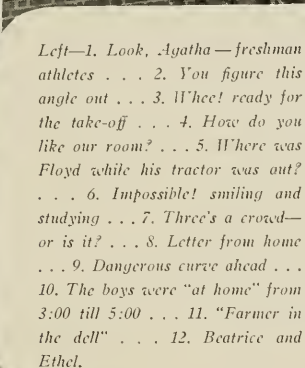 Left—1. Look, Agatha — freshman
athletes . . . 2. You figure this
angle out . . . 3. Whee! ready for
the take-off . . . 4. How do you
like our room? . . . 5. Where was
Floyd while his tractor was out?
. . . 6. Impossible! smiling and
studying . . . 7. Three's a crowd—
or is it? . . . 8. Letter from home
. . . 9. Dangerous curve ahead . . .
10. The boys were "at home" from
3:00 till 5:00 . . . 11. "Farmer in
the dell" . . . 12. Beatrice and
Ethel.